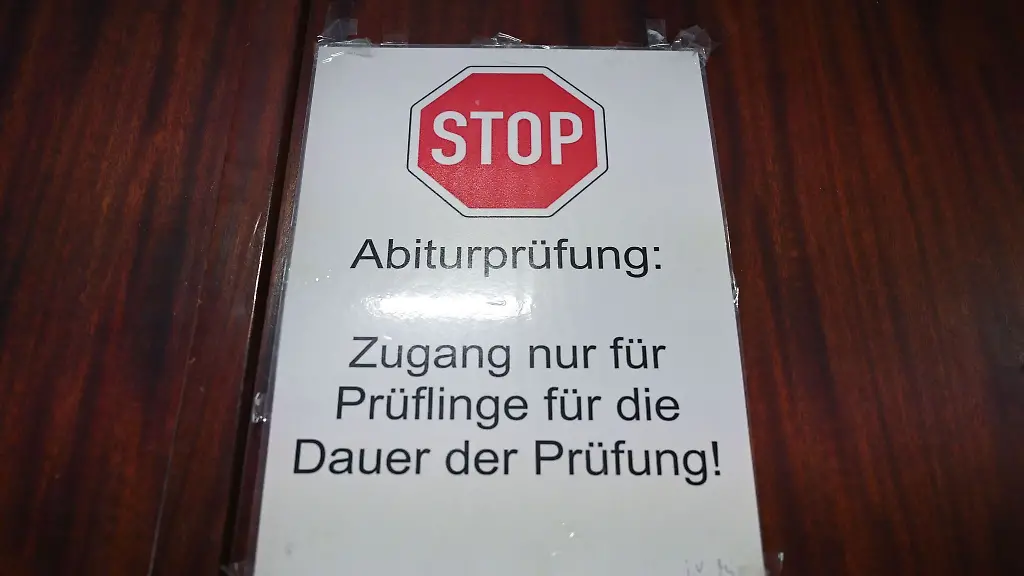 STOP
Abiturprüfung:
Zugang nur für
Prüflinge für die
Dauer der Prüfung!